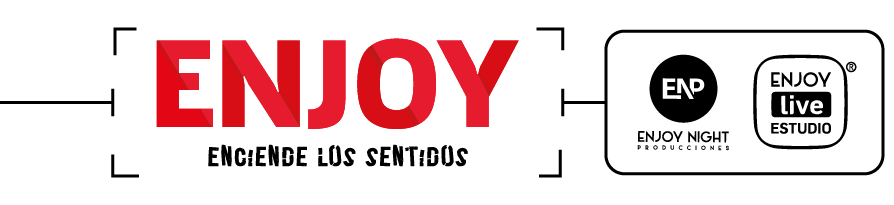 ENJOY
ENCIENDE LOS SENTIDOS
ENP
ENJOY NIGHT
PRODUCCIONES
ENJOY ®
live
ESTUDIO